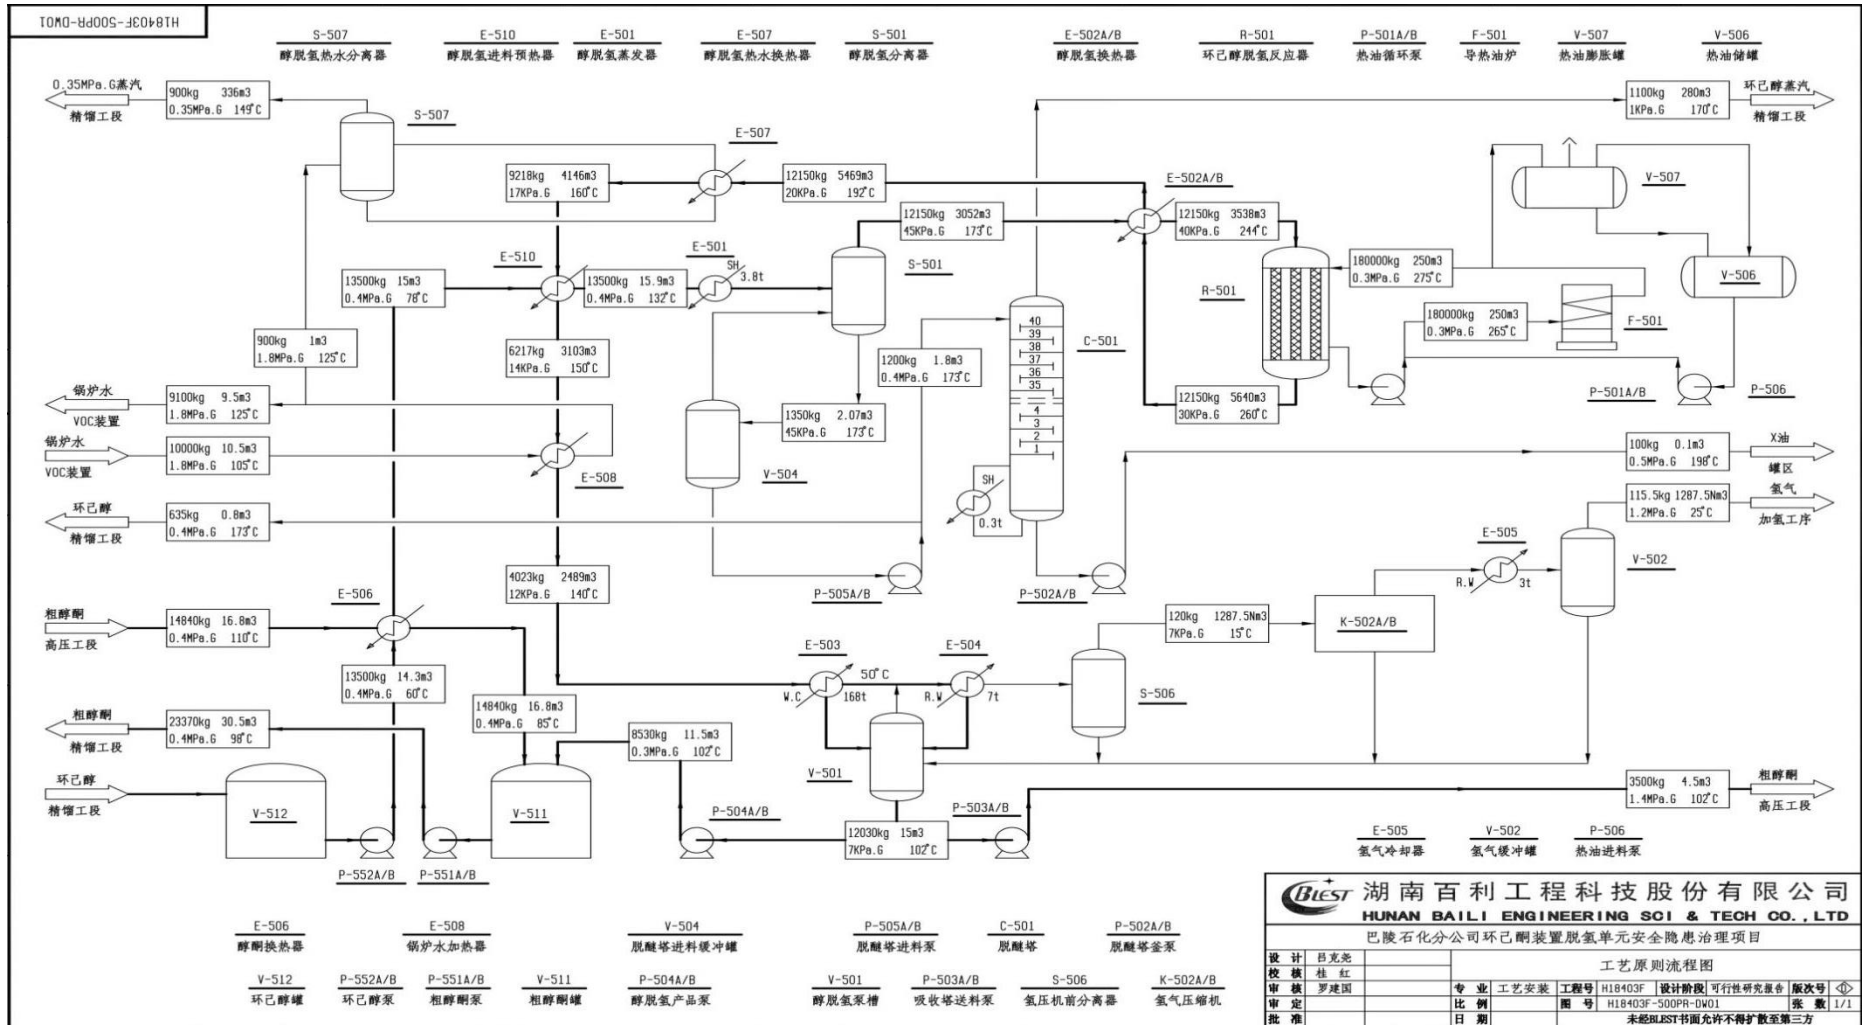 H18403F-500PR-DW01
S-507
醇脱氢热水分离器
E-510
醇脱氢进料预热器
E-501
醇脱氢蒸发器
E-507
醇脱氢热水换热器
S-501
醇脱氢分离器
E-502A/B
醇脱氢换热器
R-501
环己醇脱氢反应器
P-501A/B
热油循环泵
F-501
导热油炉
V-507
热油膨胀罐
V-506
热油储罐
0.35MPa.G蒸汽
精馏工段
900kg 336m3
0.35MPa.G 149°C
S-507
E-507
9218kg 4146m3
17KPa.G 160°C
12150kg 5469m3
20KPa.G 192°C
E-502A/B
1100kg 280m3
1KPa.G 170°C
环己醇蒸汽
精馏工段
V-507
12150kg 3052m3
45KPa.G 173°C
12150kg 3538m3
40KPa.G 244°C
E-510
E-501
SH
3.8t
S-501
13500kg 15m3
0.4MPa.G 78°C
13500kg 15.9m3
0.4MPa.G 132°C
R-501
180000kg 250m3
0.3MPa.G 275°C
V-506
180000kg 250m3
0.3MPa.G 265°C
F-501
900kg 1m3
1.8MPa.G 125°C
6217kg 3103m3
14KPa.G 150°C
1200kg 1.8m3
0.4MPa.G 173°C
40
39
38
37
36
35
4
3
2
1
C-501
锅炉水
VOC装置
9100kg 9.5m3
1.8MPa.G 125°C
1350kg 2.07m3
45KPa.G 173°C
12150kg 5640m3
30KPa.G 260°C
P-501A/B
P-506
锅炉水
VOC装置
10000kg 10.5m3
1.8MPa.G 105°C
E-508
V-504
SH
0.3t
100kg 0.1m3
0.5MPa.G 198°C
X油
罐区
环己醇
精馏工段
635kg 0.8m3
0.4MPa.G 173°C
115.5kg 1287.5Nm3
1.2MPa.G 25°C
氢气
加氢工序
E-505
R.W
3t
V-502
4023kg 2489m3
12KPa.G 140°C
P-505A/B
P-502A/B
E-506
粗醇酮
高压工段
14840kg 16.8m3
0.4MPa.G 110°C
120kg 1287.5Nm3
7KPa.G 15°C
K-502A/B
13500kg 14.3m3
0.4MPa.G 60°C
E-503
W.C
168t
50°C
E-504
R.W
7t
S-506
粗醇酮
精馏工段
23370kg 30.5m3
0.4MPa.G 98°C
14840kg 16.8m3
0.4MPa.G 85°C
8530kg 11.5m3
0.3MPa.G 102°C
V-501
环己醇
精馏工段
V-512
V-511
P-504A/B
P-503A/B
3500kg 4.5m3
1.4MPa.G 102°C
粗醇酮
高压工段
12030kg 15m3
7KPa.G 102°C
P-552A/B
P-551A/B
E-505
氢气冷却器
V-502
氢气缓冲罐
P-506
热油进料泵
E-506
醇酮换热器
E-508
锅炉水加热器
V-504
脱醚塔进料缓冲罐
P-505A/B
脱醚塔进料泵
C-501
脱醚塔
P-502A/B
脱醚塔釜泵
V-512
环己醇罐
P-552A/B
环己醇泵
P-551A/B
粗醇酮泵
V-511
粗醇酮罐
P-504A/B
醇脱氢产品泵
V-501
醇脱氢泵槽
P-503A/B
吸收塔送料泵
S-506
氢压机前分离器
K-502A/B
氢气压缩机
BLEST 湖南百利工程科技股份有限公司
HUNAN BAILI ENGINEERING SCI & TECH CO.,LTD
巴陵石化分公司环己酮装置脱氢单元安全隐患治理项目
设计 吕克尧
校核 桂红
审核 罗建国
审定
批准
工艺原则流程图
专业 工艺安装 工程号 H18403F 设计阶段 可行性研究报告 版次号 0
比例 图号 H18403F-500PR-DW01 张数 1/1
日期 未经BLEST书面允许不得扩散至第三方